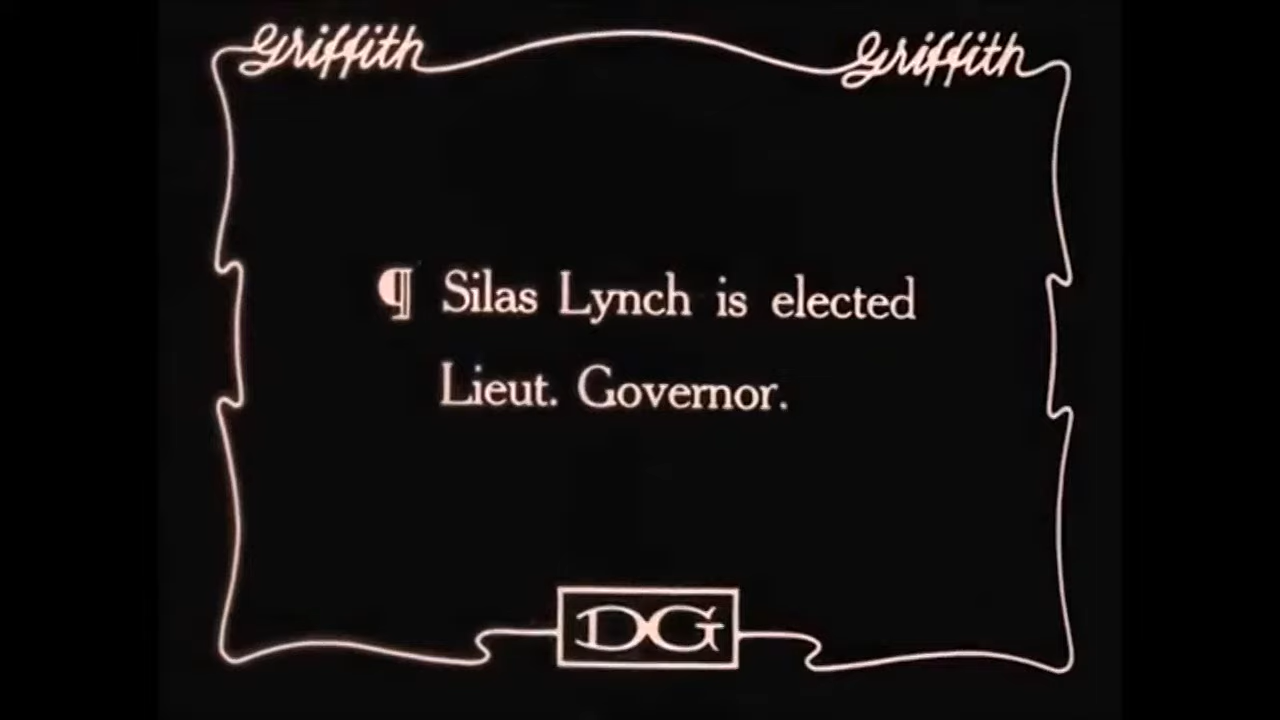 Griffith Griffith
¶ Silas Lynch is elected
Lieut. Governor.
DG